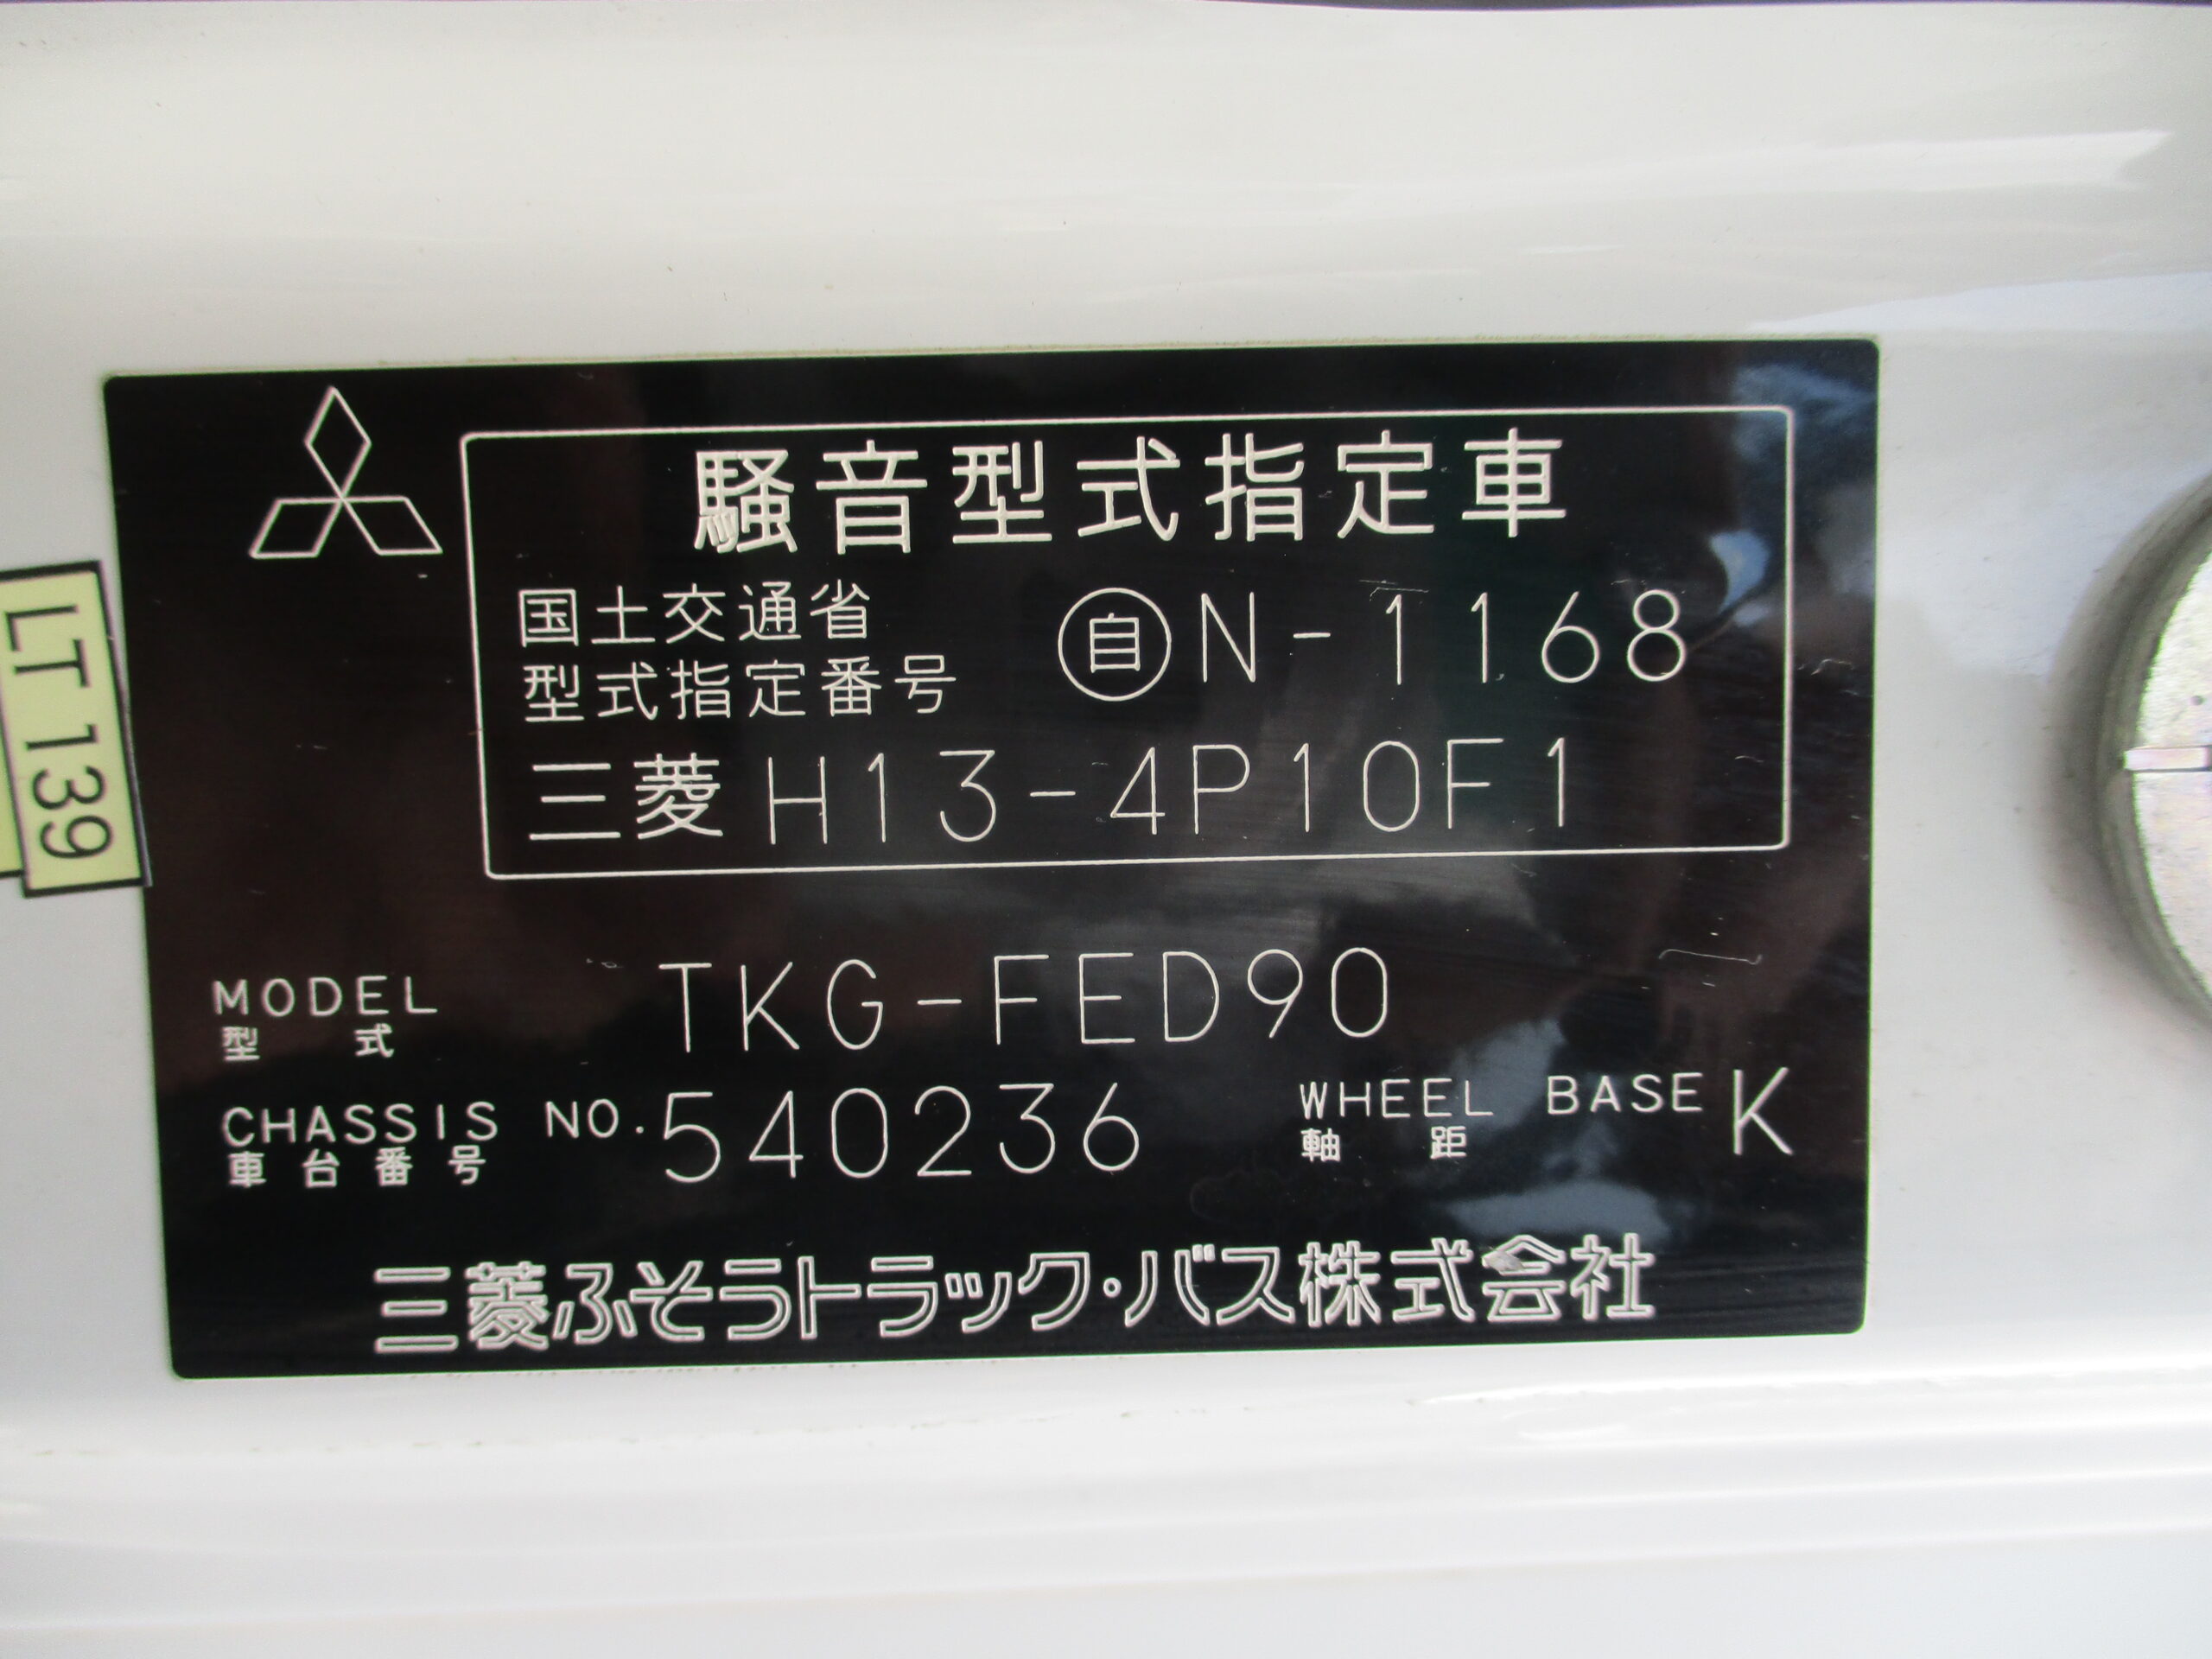 騒音型式指定車
国土交通省
型式指定番号
自 N-1168
三菱 H13-4P10F1
LT 139
MODEL TKG-FED90
型式
CHASSIS NO. 540236
車台番号
WHEEL BASE K
軸距
三菱ふそうトラック・バス株式会社